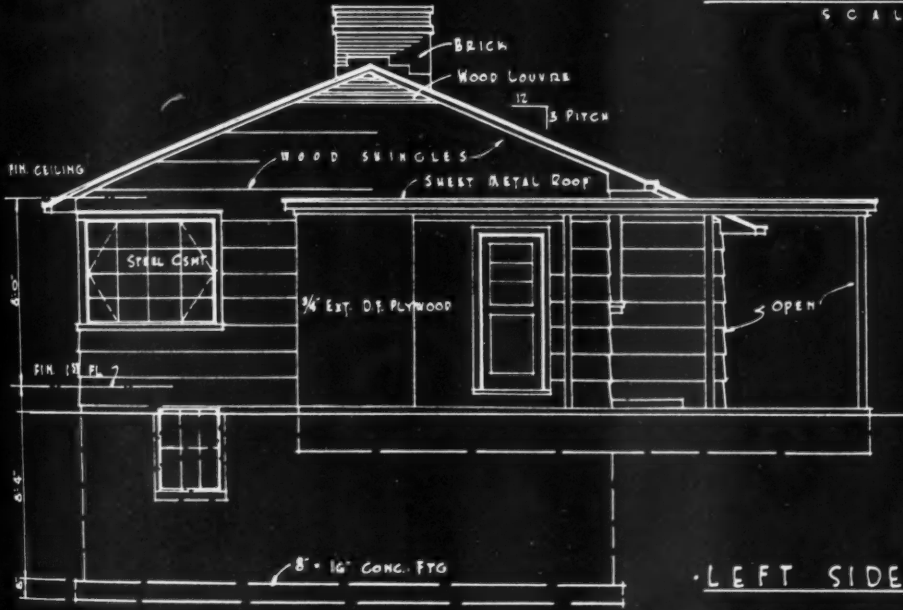 SCAL
BRICK
WOOD LOUVRE
12
3 PITCH
WOOD SHINGLES
FIN. CEILING
SHEET METAL ROOF
STEEL CSMT
8'-0"
3/4" EXT. D.F. PLYWOOD
OPEN
FIN. 1ST FL
8'-4"
8" • 16" CONC. FTG
8"
•LEFT SIDE